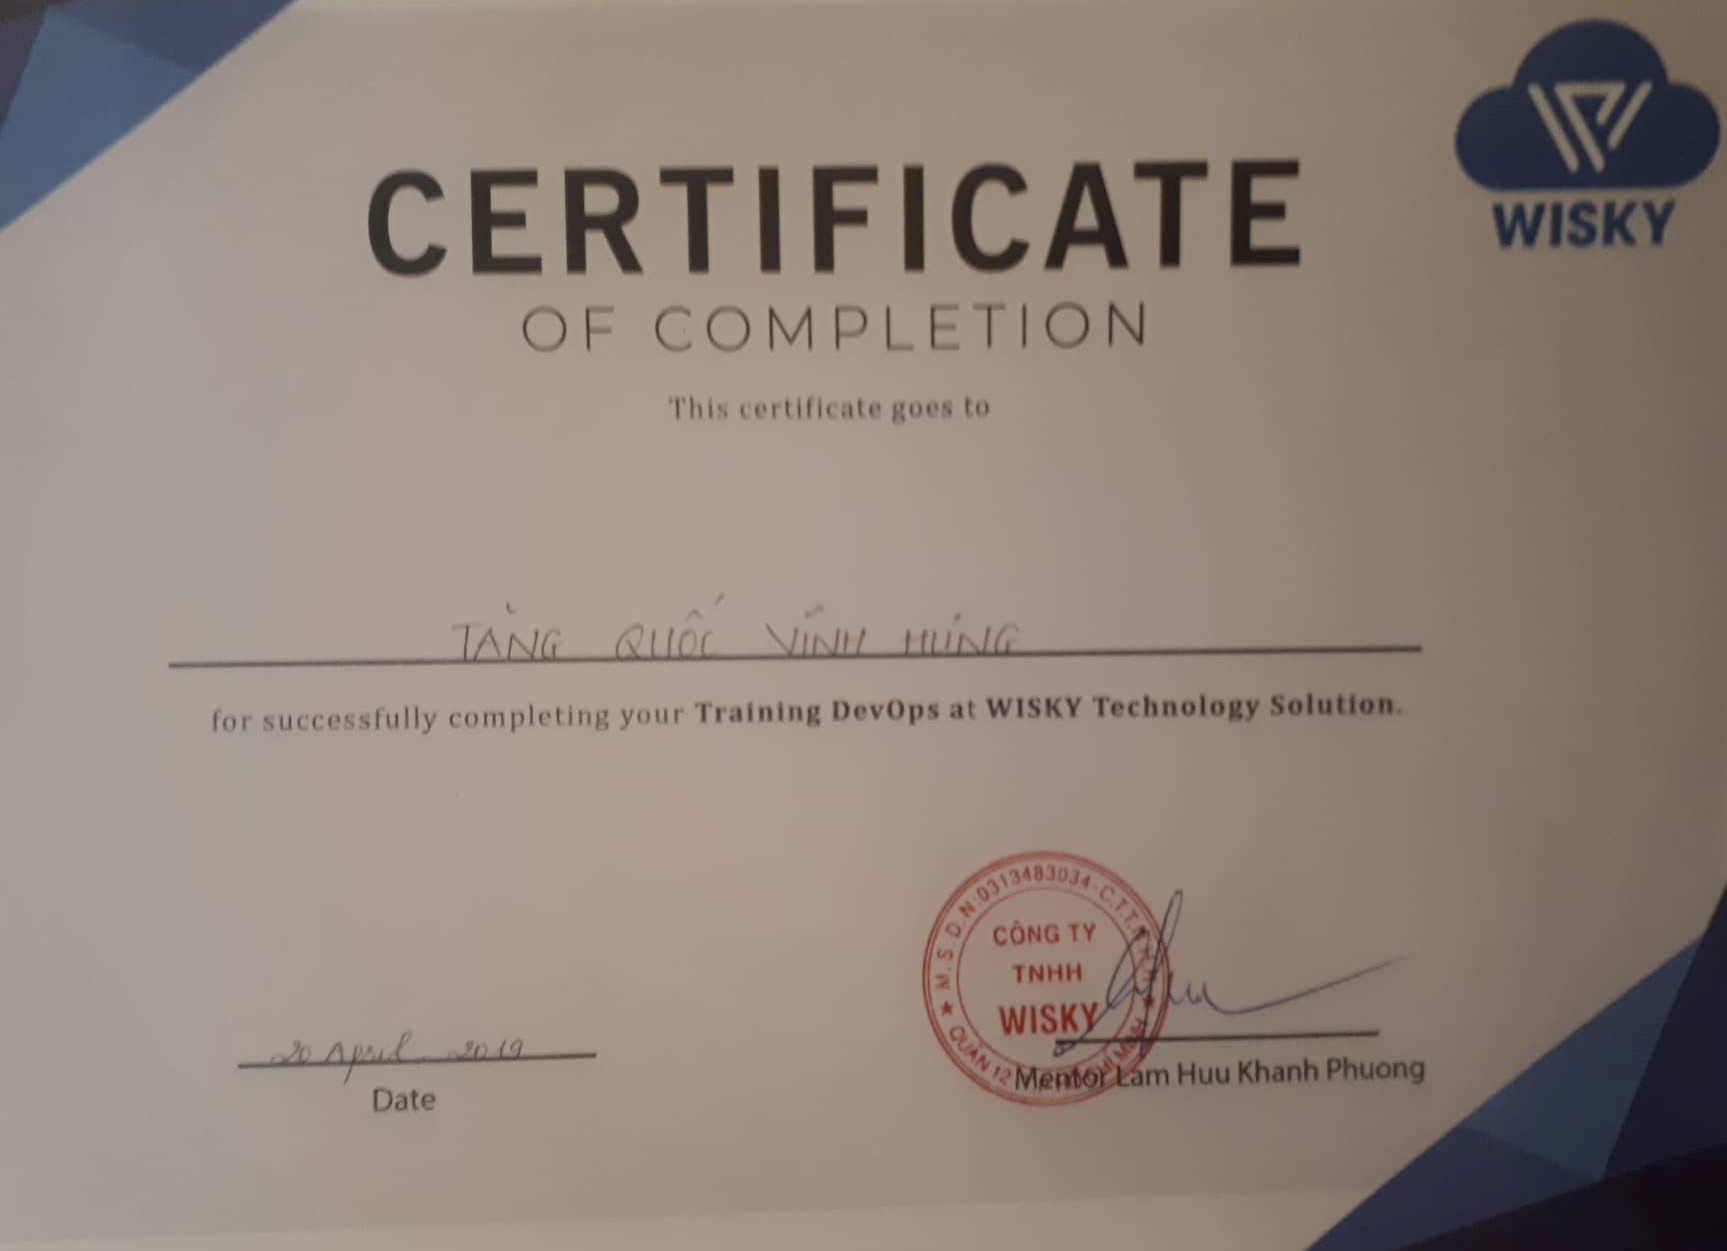 WISKY
CERTIFICATE
OF COMPLETION
This certificate goes to
TĂNG QUỐC VĨNH HƯNG
for successfully completing your Training DevOps at WISKY Technology Solution.
M.S.D.N:0313483034-C.T.T.
CÔNG TY
TNHH
WISKY
QUẬN 12
20 April 2019
Date
Mentor Lam Huu Khanh Phuong